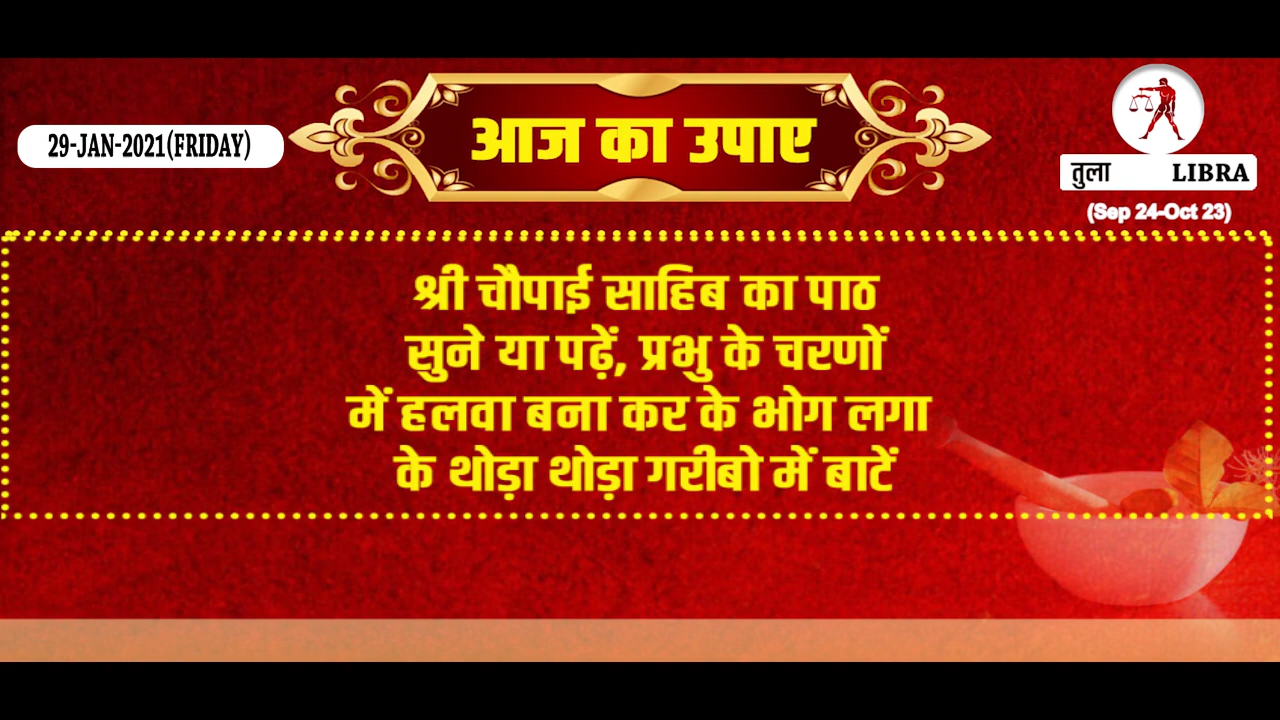 29-JAN-2021(FRIDAY)
आज का उपाए
तुला LIBRA
(Sep 24-Oct 23)
श्री चौपाई साहिब का पाठ
सुने या पढ़ें, प्रभु के चरणों
में हलवा बना कर के भोग लगा
के थोड़ा थोड़ा गरीबो में बाटें